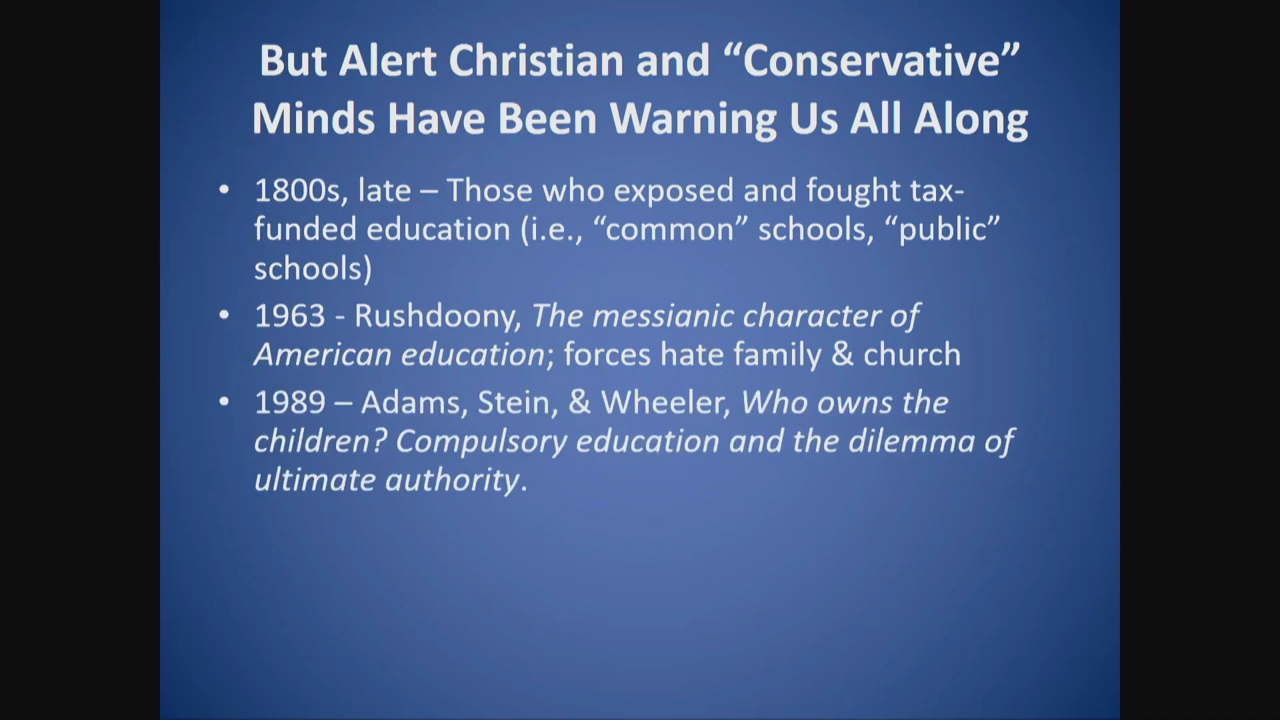 But Alert Christian and “Conservative”
Minds Have Been Warning Us All Along
• 1800s, late – Those who exposed and fought tax-
funded education (i.e., “common” schools, “public”
schools)
• 1963 - Rushdoony, The messianic character of
American education; forces hate family & church
• 1989 – Adams, Stein, & Wheeler, Who owns the
children? Compulsory education and the dilemma of
ultimate authority.